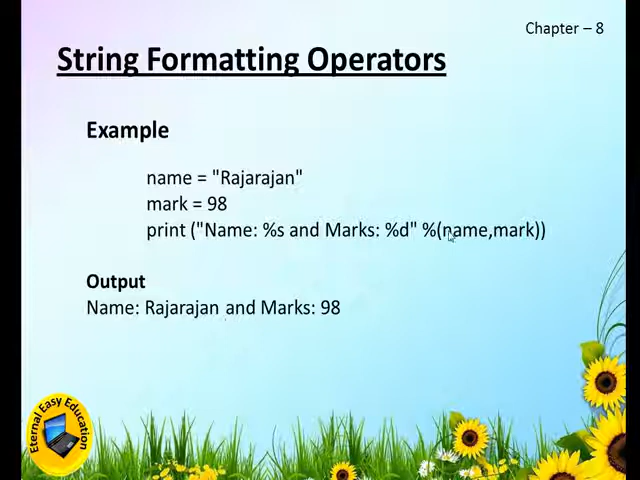 Chapter – 8
String Formatting Operators
Example
name = "Rajarajan"
mark = 98
print ("Name: %s and Marks: %d" %(name,mark))
Output
Name: Rajarajan and Marks: 98
Eternal Easy Education